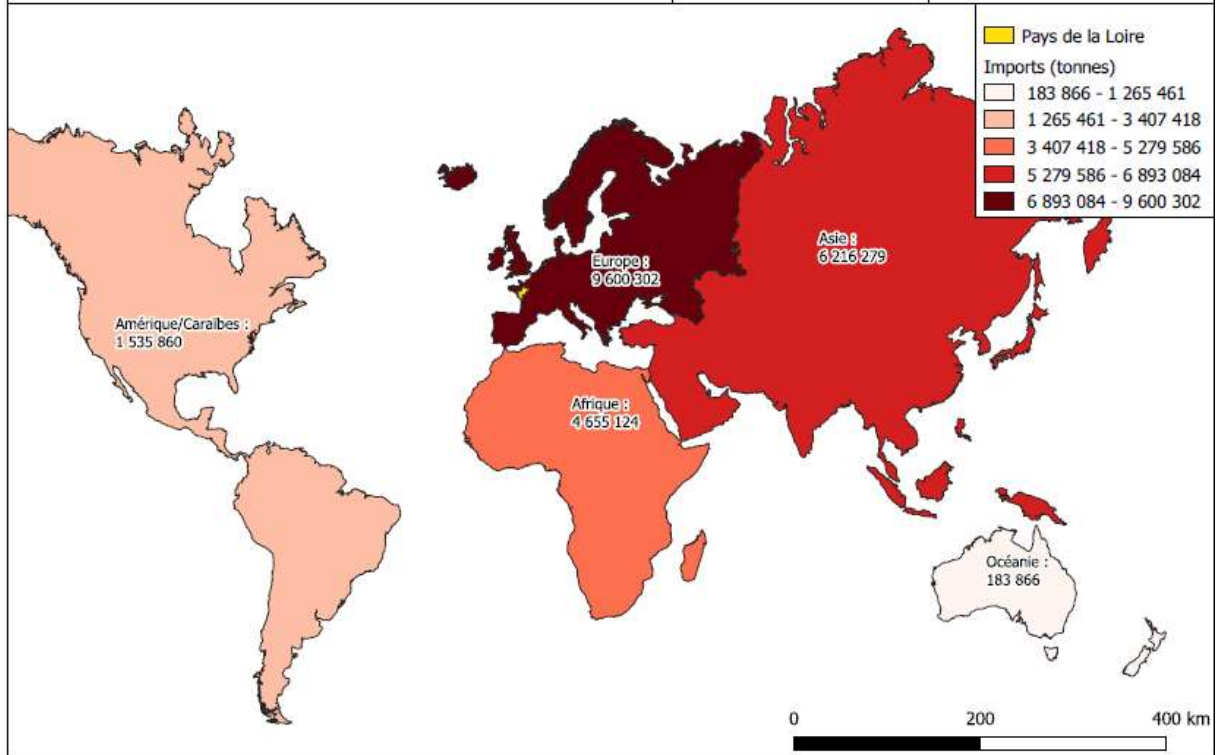 Pays de la Loire
Imports (tonnes)
183 866 - 1 265 461
1 265 461 - 3 407 418
3 407 418 - 5 279 586
5 279 586 - 6 893 084
6 893 084 - 9 600 302
Asie :
6 216 279
Europe :
9 600 302
Amérique/Caraïbes :
1 535 860
Afrique :
4 655 124
Océanie :
183 866
0 200 400 km